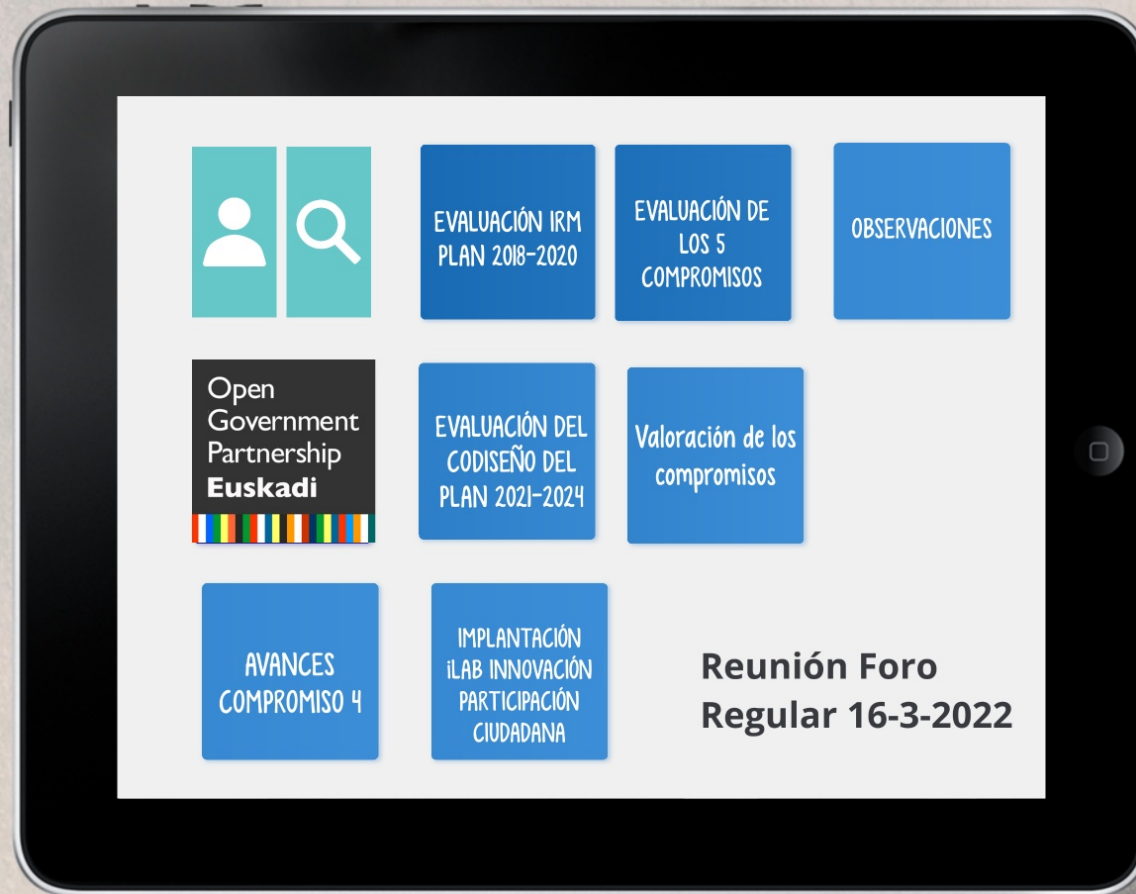 EVALUACIÓN IRM
PLAN 2018-2020
EVALUACIÓN DE
LOS 5
COMPROMISOS
OBSERVACIONES
Open
Government
Partnership
Euskadi
EVALUACIÓN DEL
CODISEÑO DEL
PLAN 2021-2024
Valoración de los
compromisos
AVANCES
COMPROMISO 4
IMPLANTACIÓN
iLAB INNOVACIÓN
PARTICIPACIÓN
CIUDADANA
Reunión Foro
Regular 16-3-2022